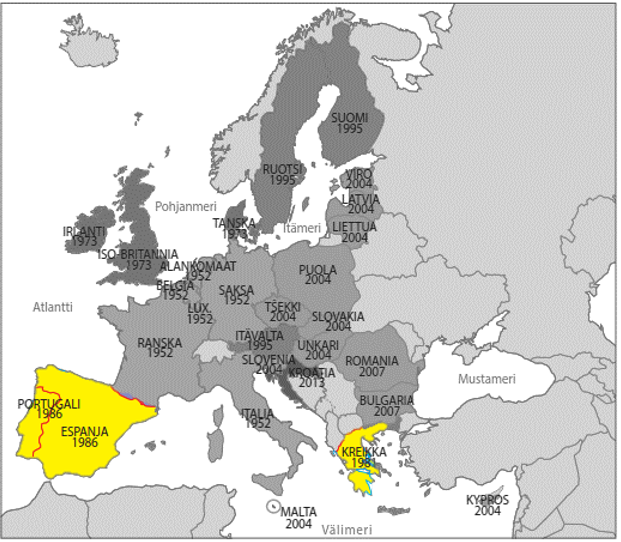 SUOMI
1995
RUOTSI
1995
VIRO
2004
LATVIA
2004
LIETTUA
2004
Pohjanmeri
TANSKA
1973
Itämeri
IRLANTI
1973
ISO-BRITANNIA
1973
ALANKOMAAT
1952
BELGIA
1952
LUX.
1952
SAKSA
1952
PUOLA
2004
TŠEKKI
2004
SLOVAKIA
2004
Atlantti
RANSKA
1952
ITÄVALTA
1995
UNKARI
2004
SLOVENIA
2004
KROATIA
2013
ROMANIA
2007
Mustameri
BULGARIA
2007
PORTUGALI
1986
ESPANJA
1986
ITALIA
1952
KREIKKA
1981
MALTA
2004
Välimeri
KYPROS
2004